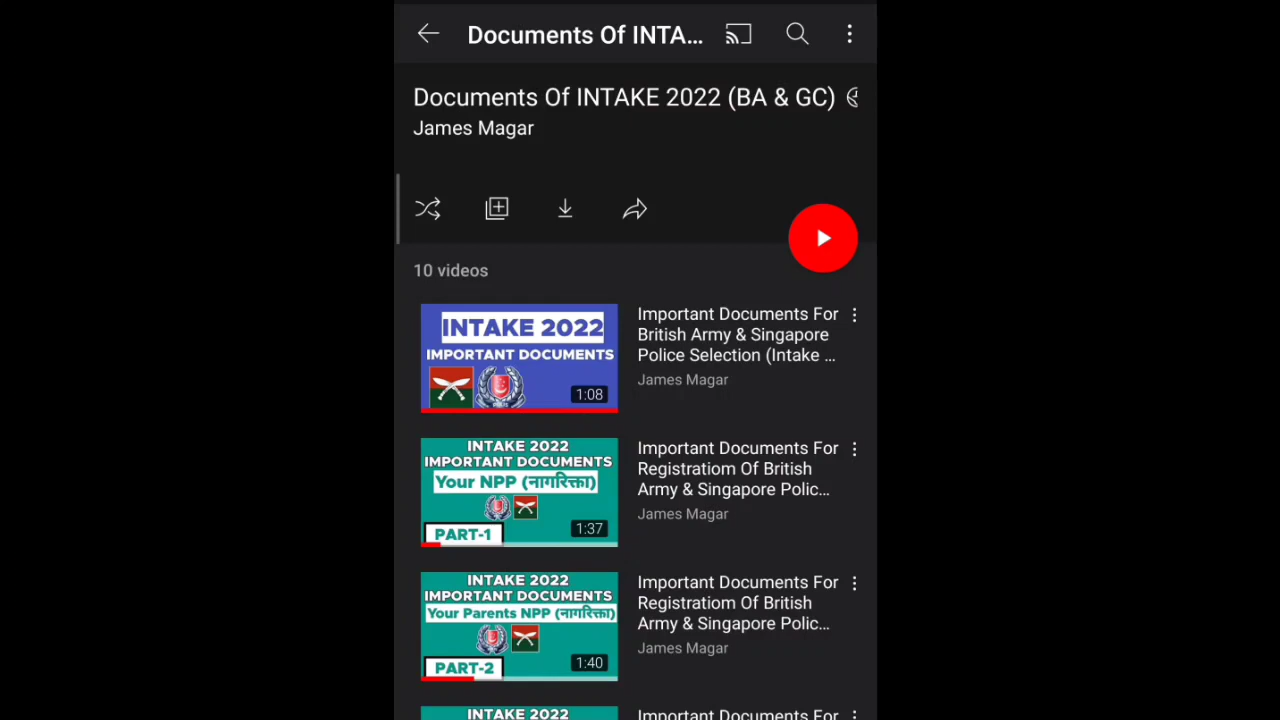 Documents Of INTA...
Documents Of INTAKE 2022 (BA & GC)
James Magar
10 videos
INTAKE 2022
IMPORTANT DOCUMENTS
1:08
Important Documents For
British Army & Singapore
Police Selection (Intake ...
James Magar
INTAKE 2022
IMPORTANT DOCUMENTS
Your NPP (नागरिक्ता)
PART-1
1:37
Important Documents For
Registratiom Of British
Army & Singapore Polic...
James Magar
INTAKE 2022
IMPORTANT DOCUMENTS
Your Parents NPP (नागरिक्ता)
PART-2
1:40
Important Documents For
Registratiom Of British
Army & Singapore Polic...
James Magar
INTAKE 2022
Important Documents For